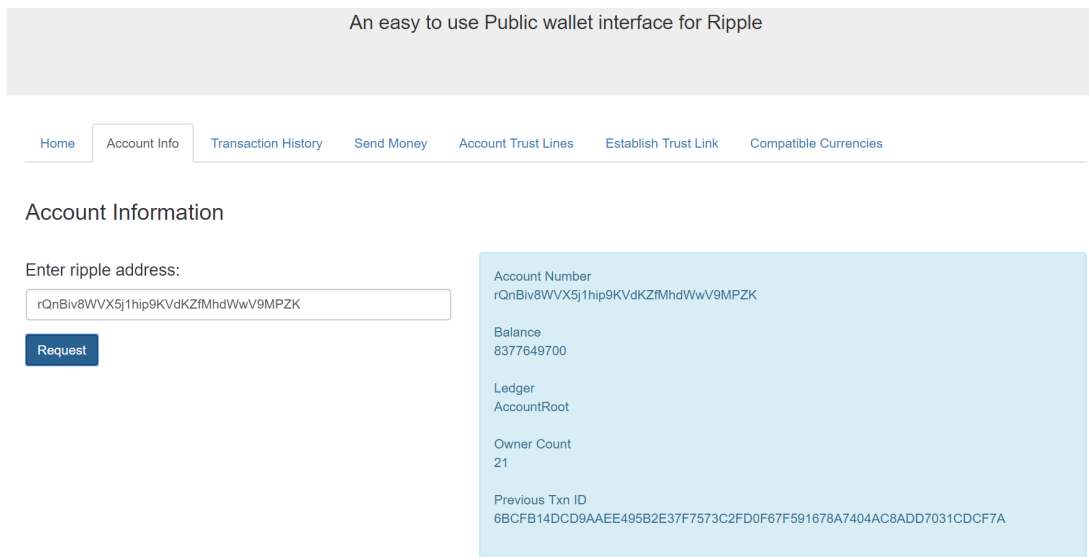 An easy to use Public wallet interface for Ripple
Home Account Info Transaction History Send Money Account Trust Lines Establish Trust Link Compatible Currencies
Account Information
Enter ripple address:
rQnBiv8WVX5j1hip9KVdKZfMhdWwV9MPZK
Request
Account Number
rQnBiv8WVX5j1hip9KVdKZfMhdWwV9MPZK
Balance
8377649700
Ledger
AccountRoot
Owner Count
21
Previous Txn ID
6BCFB14DCD9AAEE495B2E37F7573C2FD0F67F591678A7404AC8ADD7031CDCF7A